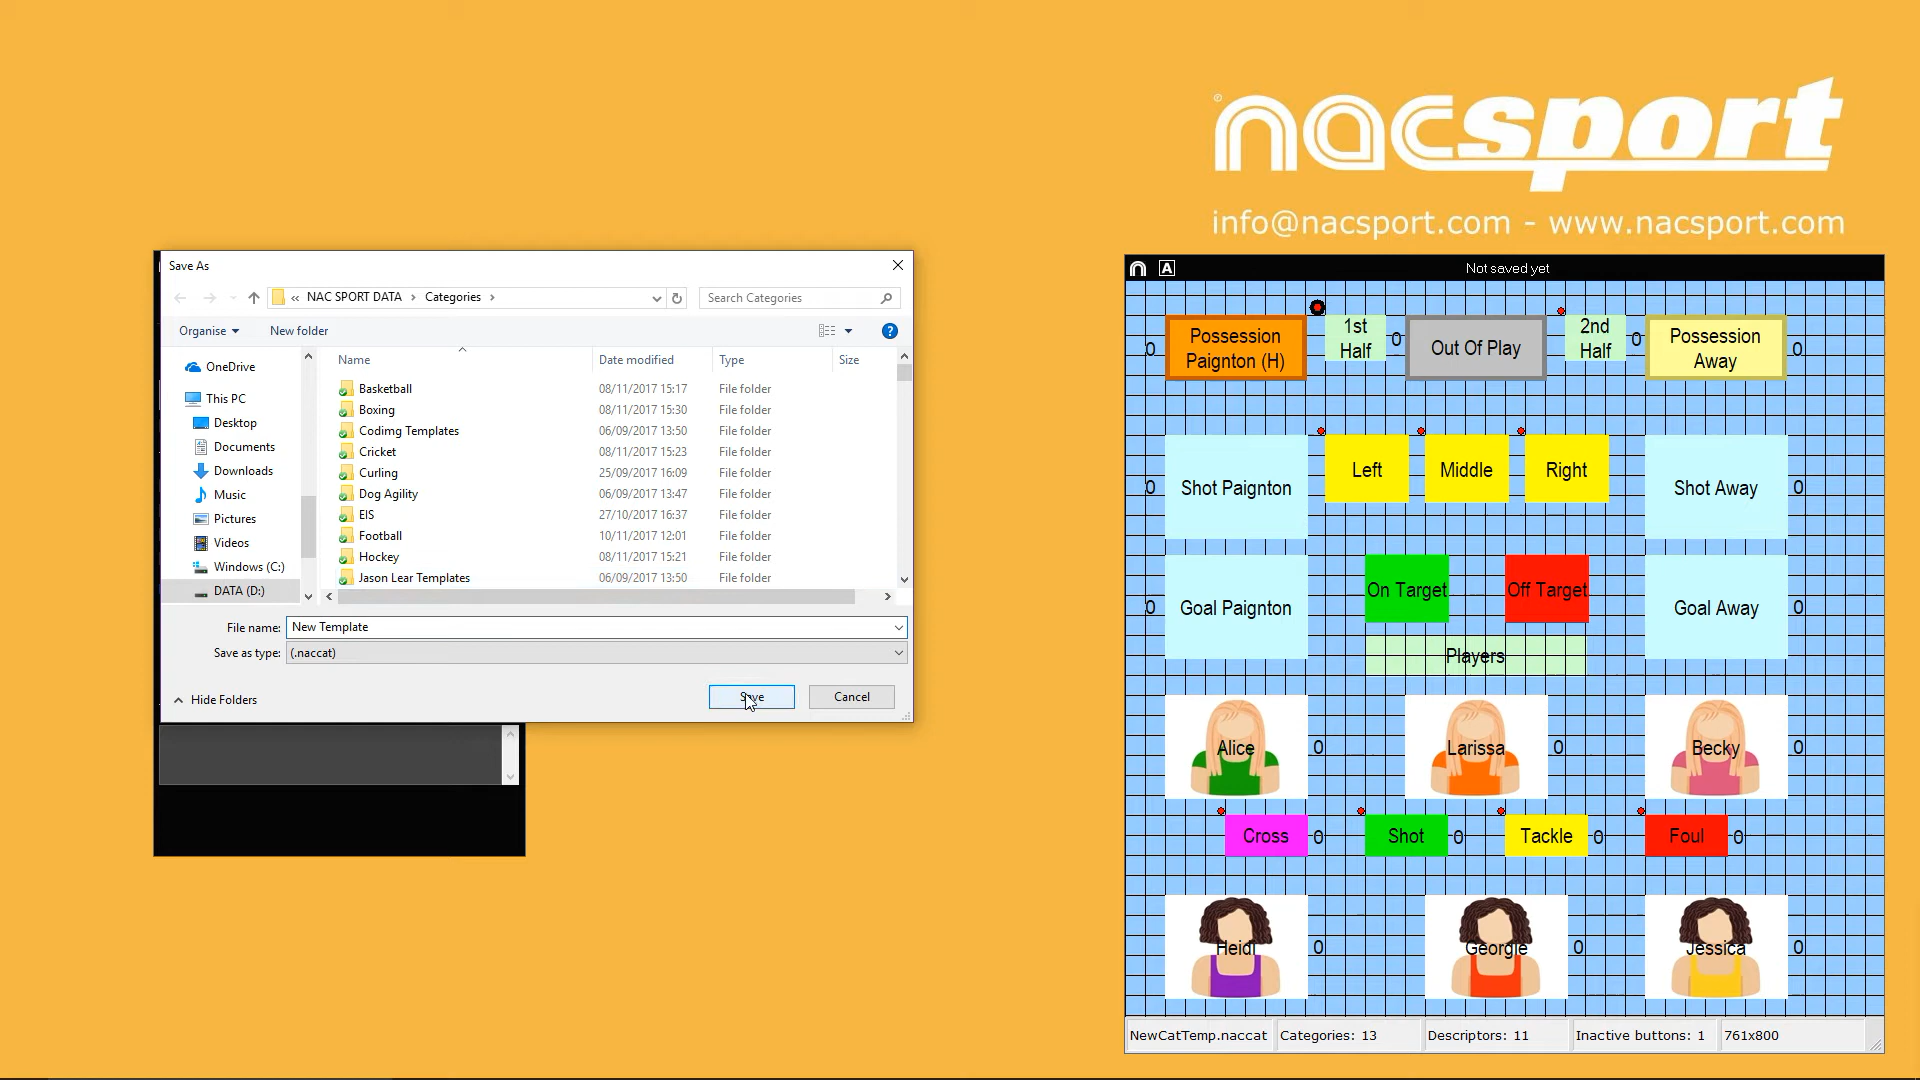 nacsport
info@nacsport.com - www.nacsport.com
Save As
« NAC SPORT DATA › Categories ›
Search Categories
Organise
New folder
Name
Date modified
Type
Size
OneDrive
This PC
Desktop
Documents
Downloads
Music
Pictures
Videos
Windows (C:)
DATA (D:)
Basketball 08/11/2017 15:17 File folder
Boxing 08/11/2017 15:30 File folder
Codimg Templates 06/09/2017 13:50 File folder
Cricket 08/11/2017 15:23 File folder
Curling 25/09/2017 16:09 File folder
Dog Agility 06/09/2017 13:47 File folder
EIS 27/10/2017 16:37 File folder
Football 10/11/2017 12:01 File folder
Hockey 08/11/2017 15:21 File folder
Jason Lear Templates 06/09/2017 13:50 File folder
File name: New Template
Save as type: (.naccat)
Hide Folders
Save
Cancel
A
Not saved yet
0
Possession
Paignton (H)
1st
Half
0
Out Of Play
2nd
Half
0
Possession
Away
0
0
Shot Paignton
Left
Middle
Right
Shot Away
0
0
Goal Paignton
On Target
Off Target
Goal Away
0
Players
Alice
0
Larissa
0
Becky
0
Cross
0
Shot
0
Tackle
0
Foul
0
Heidi
0
Georgie
0
Jessica
0
NewCatTemp.naccat
Categories: 13
Descriptors: 11
Inactive buttons: 1
761x800